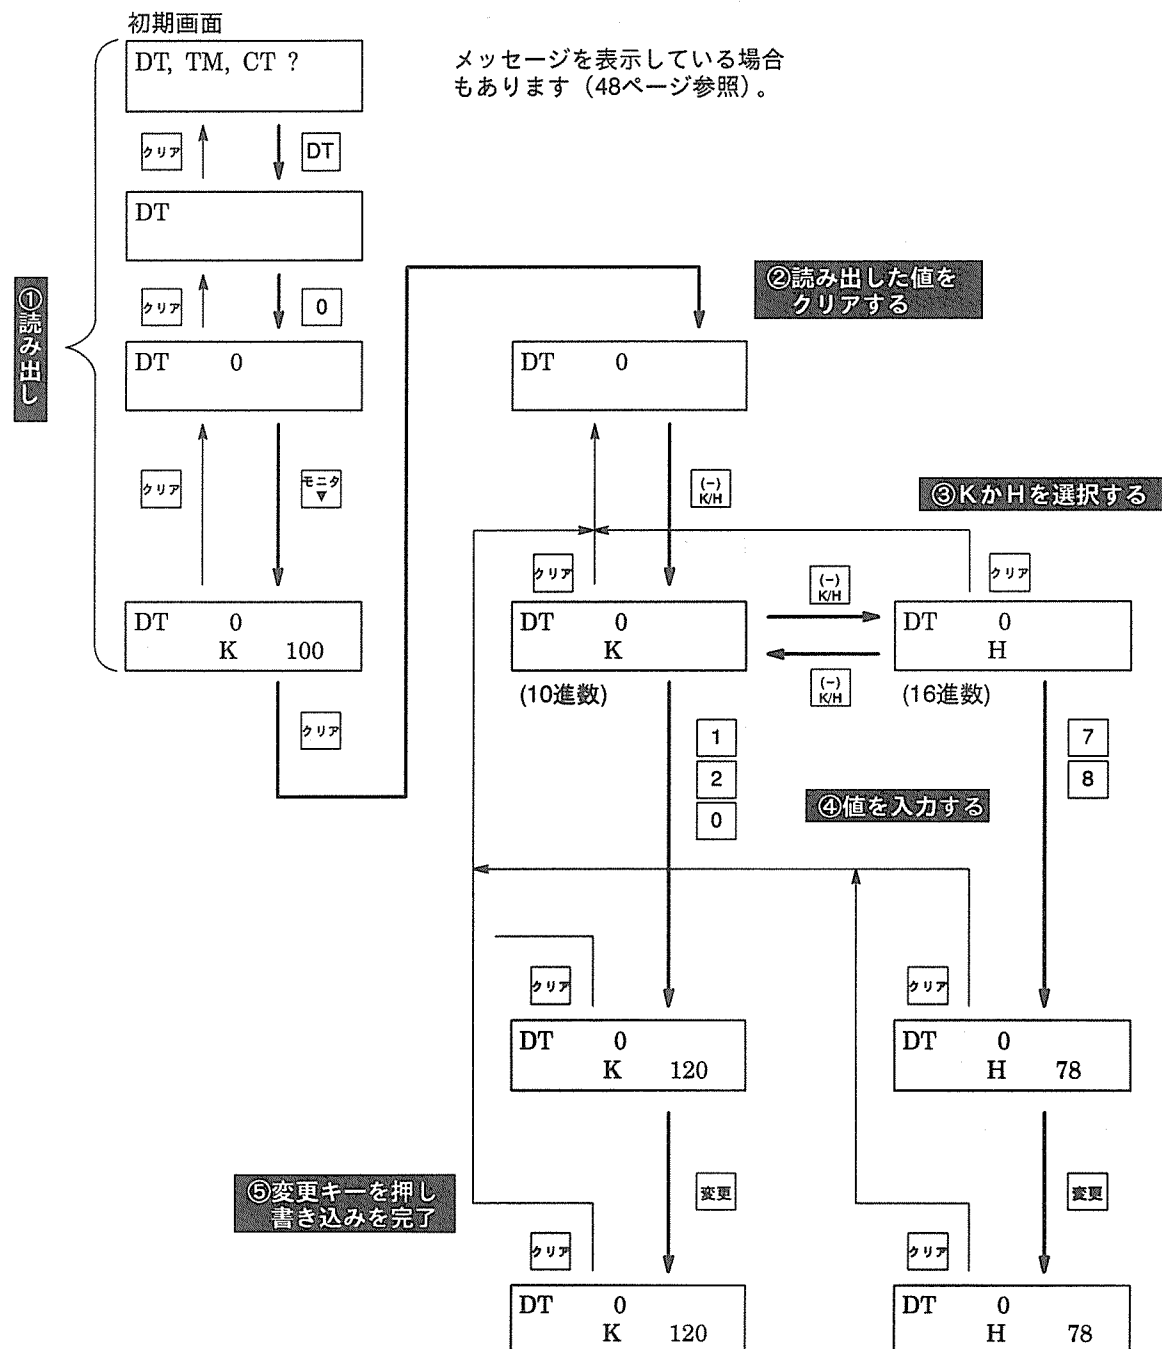 初期画面
DT, TM, CT ?
メッセージを表示している場合
もあります（48ページ参照）。
クリア
DT
DT
①読み出し
クリア
0
DT 0
クリア
モニタ
▽
DT 0
K 100
クリア
②読み出した値を
クリアする
DT 0
(−)
K/H
③KかHを選択する
クリア
DT 0
K
(10進数)
(−)
K/H
(−)
K/H
クリア
DT 0
H
(16進数)
1
2
0
7
8
④値を入力する
クリア
DT 0
K 120
クリア
DT 0
H 78
⑤変更キーを押し
書き込みを完了
変更
変更
クリア
DT 0
K 120
クリア
DT 0
H 78